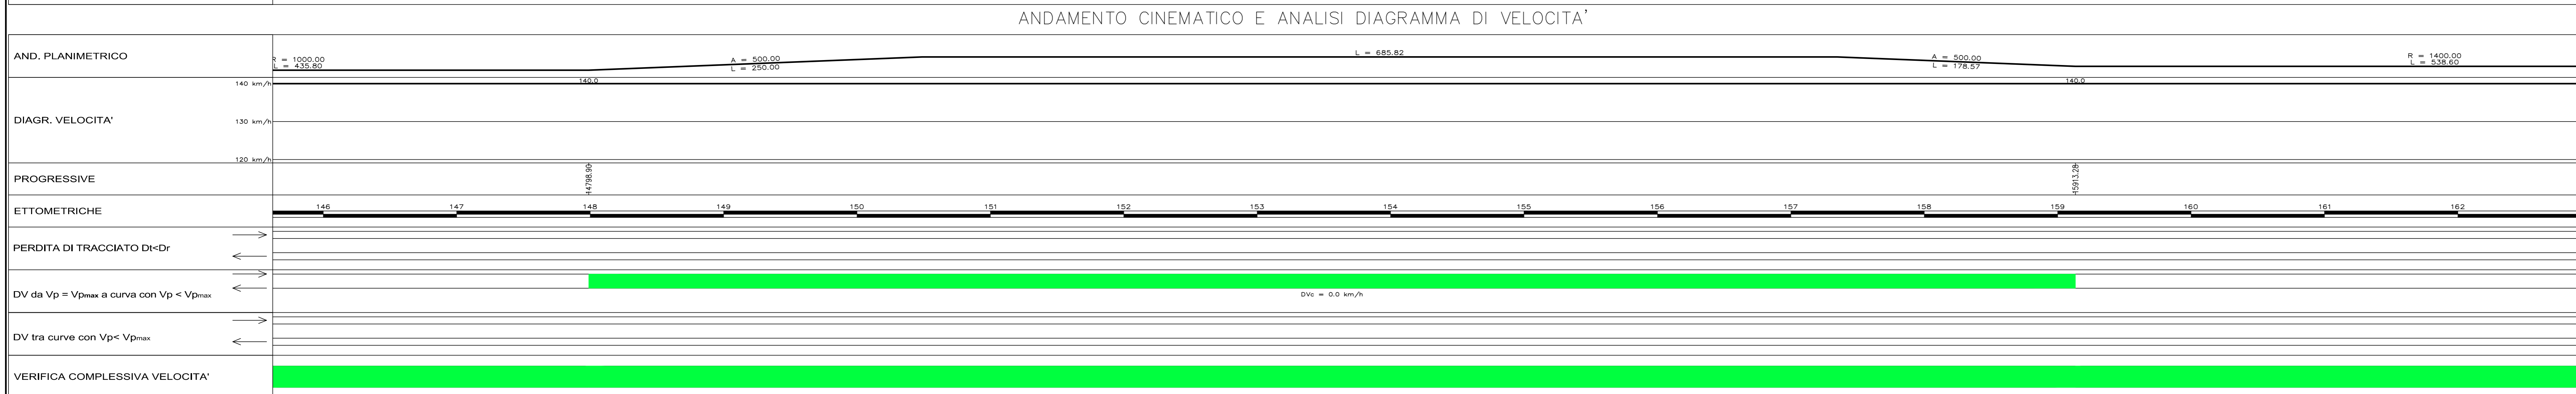 ANDAMENTO CINEMATICO E ANALISI DIAGRAMMA DI VELOCITA'
AND. PLANIMETRICO
R = 1000.00
L = 435.80
A = 500.00
L = 250.00
L = 685.82
A = 500.00
L = 178.57
R = 1400.00
L = 538.60
DIAGR. VELOCITA'
140 km/h
130 km/h
120 km/h
140.0
140.0
PROGRESSIVE
14798.90
15913.28
ETTOMETRICHE
146 147 148 149 150 151 152 153 154 155 156 157 158 159 160 161 162
PERDITA DI TRACCIATO Dt<Dr
DV da Vp = Vpmax a curva con Vp < Vpmax
DVc = 0.0 km/h
DV tra curve con Vp< Vpmax
VERIFICA COMPLESSIVA VELOCITA'